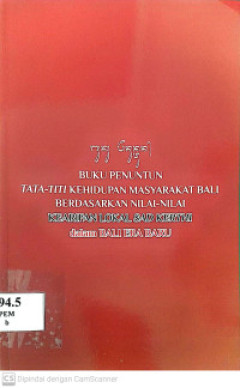 BUKU PENUNTUN
TATA-TITI KEHIDUPAN MASYARAKAT BALI
BERDASARKAN NILAI-NILAI
KEARIFAN LOKAL SAD KERTHI
dalam BALI ERA BARU
94.5
PEM
b
CS Dipindai dengan CamScanner